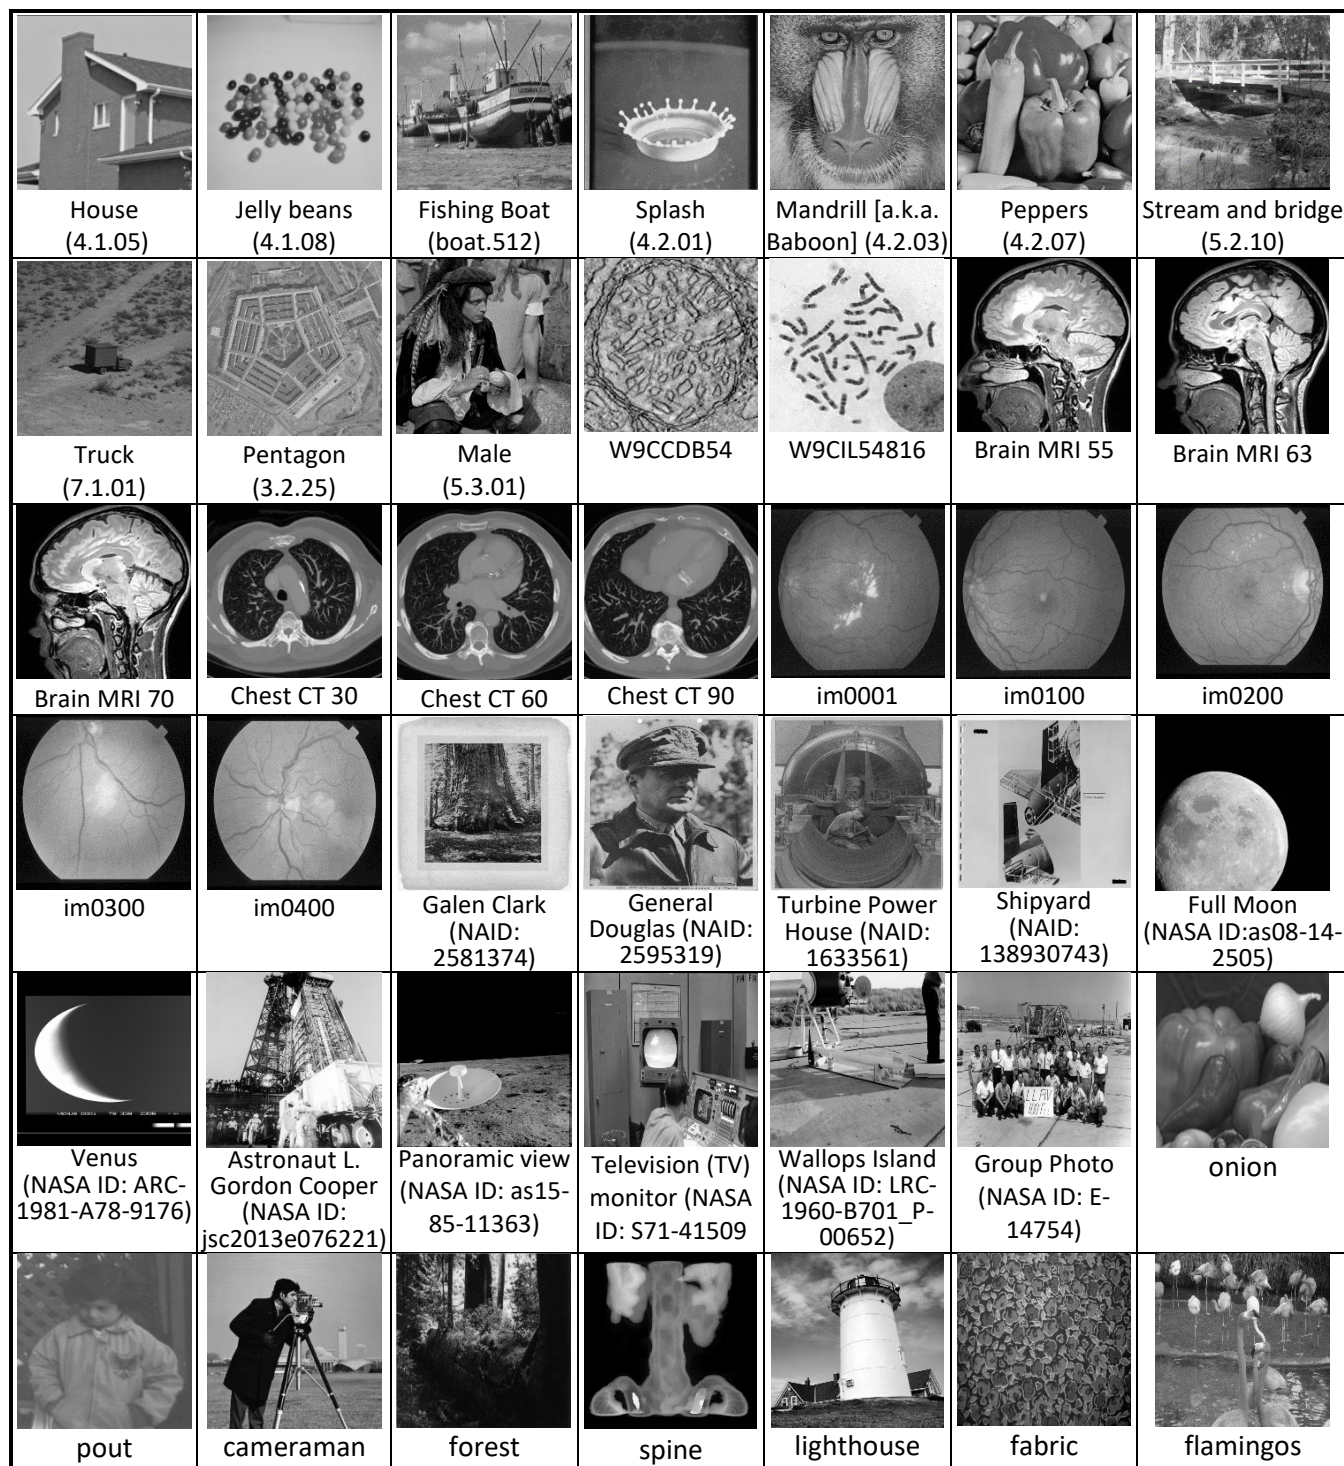 House
(4.1.05)
Jelly beans
(4.1.08)
Fishing Boat
(boat.512)
Splash
(4.2.01)
Mandrill [a.k.a.
Baboon] (4.2.03)
Peppers
(4.2.07)
Stream and bridge
(5.2.10)
Truck
(7.1.01)
Pentagon
(3.2.25)
Male
(5.3.01)
W9CCDB54
W9CIL54816
Brain MRI 55
Brain MRI 63
Brain MRI 70
Chest CT 30
Chest CT 60
Chest CT 90
im0001
im0100
im0200
im0300
im0400
Galen Clark
(NAID:
2581374)
General
Douglas (NAID:
2595319)
Turbine Power
House (NAID:
1633561)
Shipyard
(NAID:
138930743)
Full Moon
(NASA ID:as08-14-
2505)
Venus
(NASA ID: ARC-
1981-A78-9176)
Astronaut L.
Gordon Cooper
(NASA ID:
jsc2013e076221)
Panoramic view
(NASA ID: as15-
85-11363)
Television (TV)
monitor (NASA
ID: S71-41509
Wallops Island
(NASA ID: LRC-
1960-B701_P-
00652)
LLRV
Group Photo
(NASA ID: E-
14754)
onion
pout
cameraman
forest
spine
lighthouse
fabric
flamingos